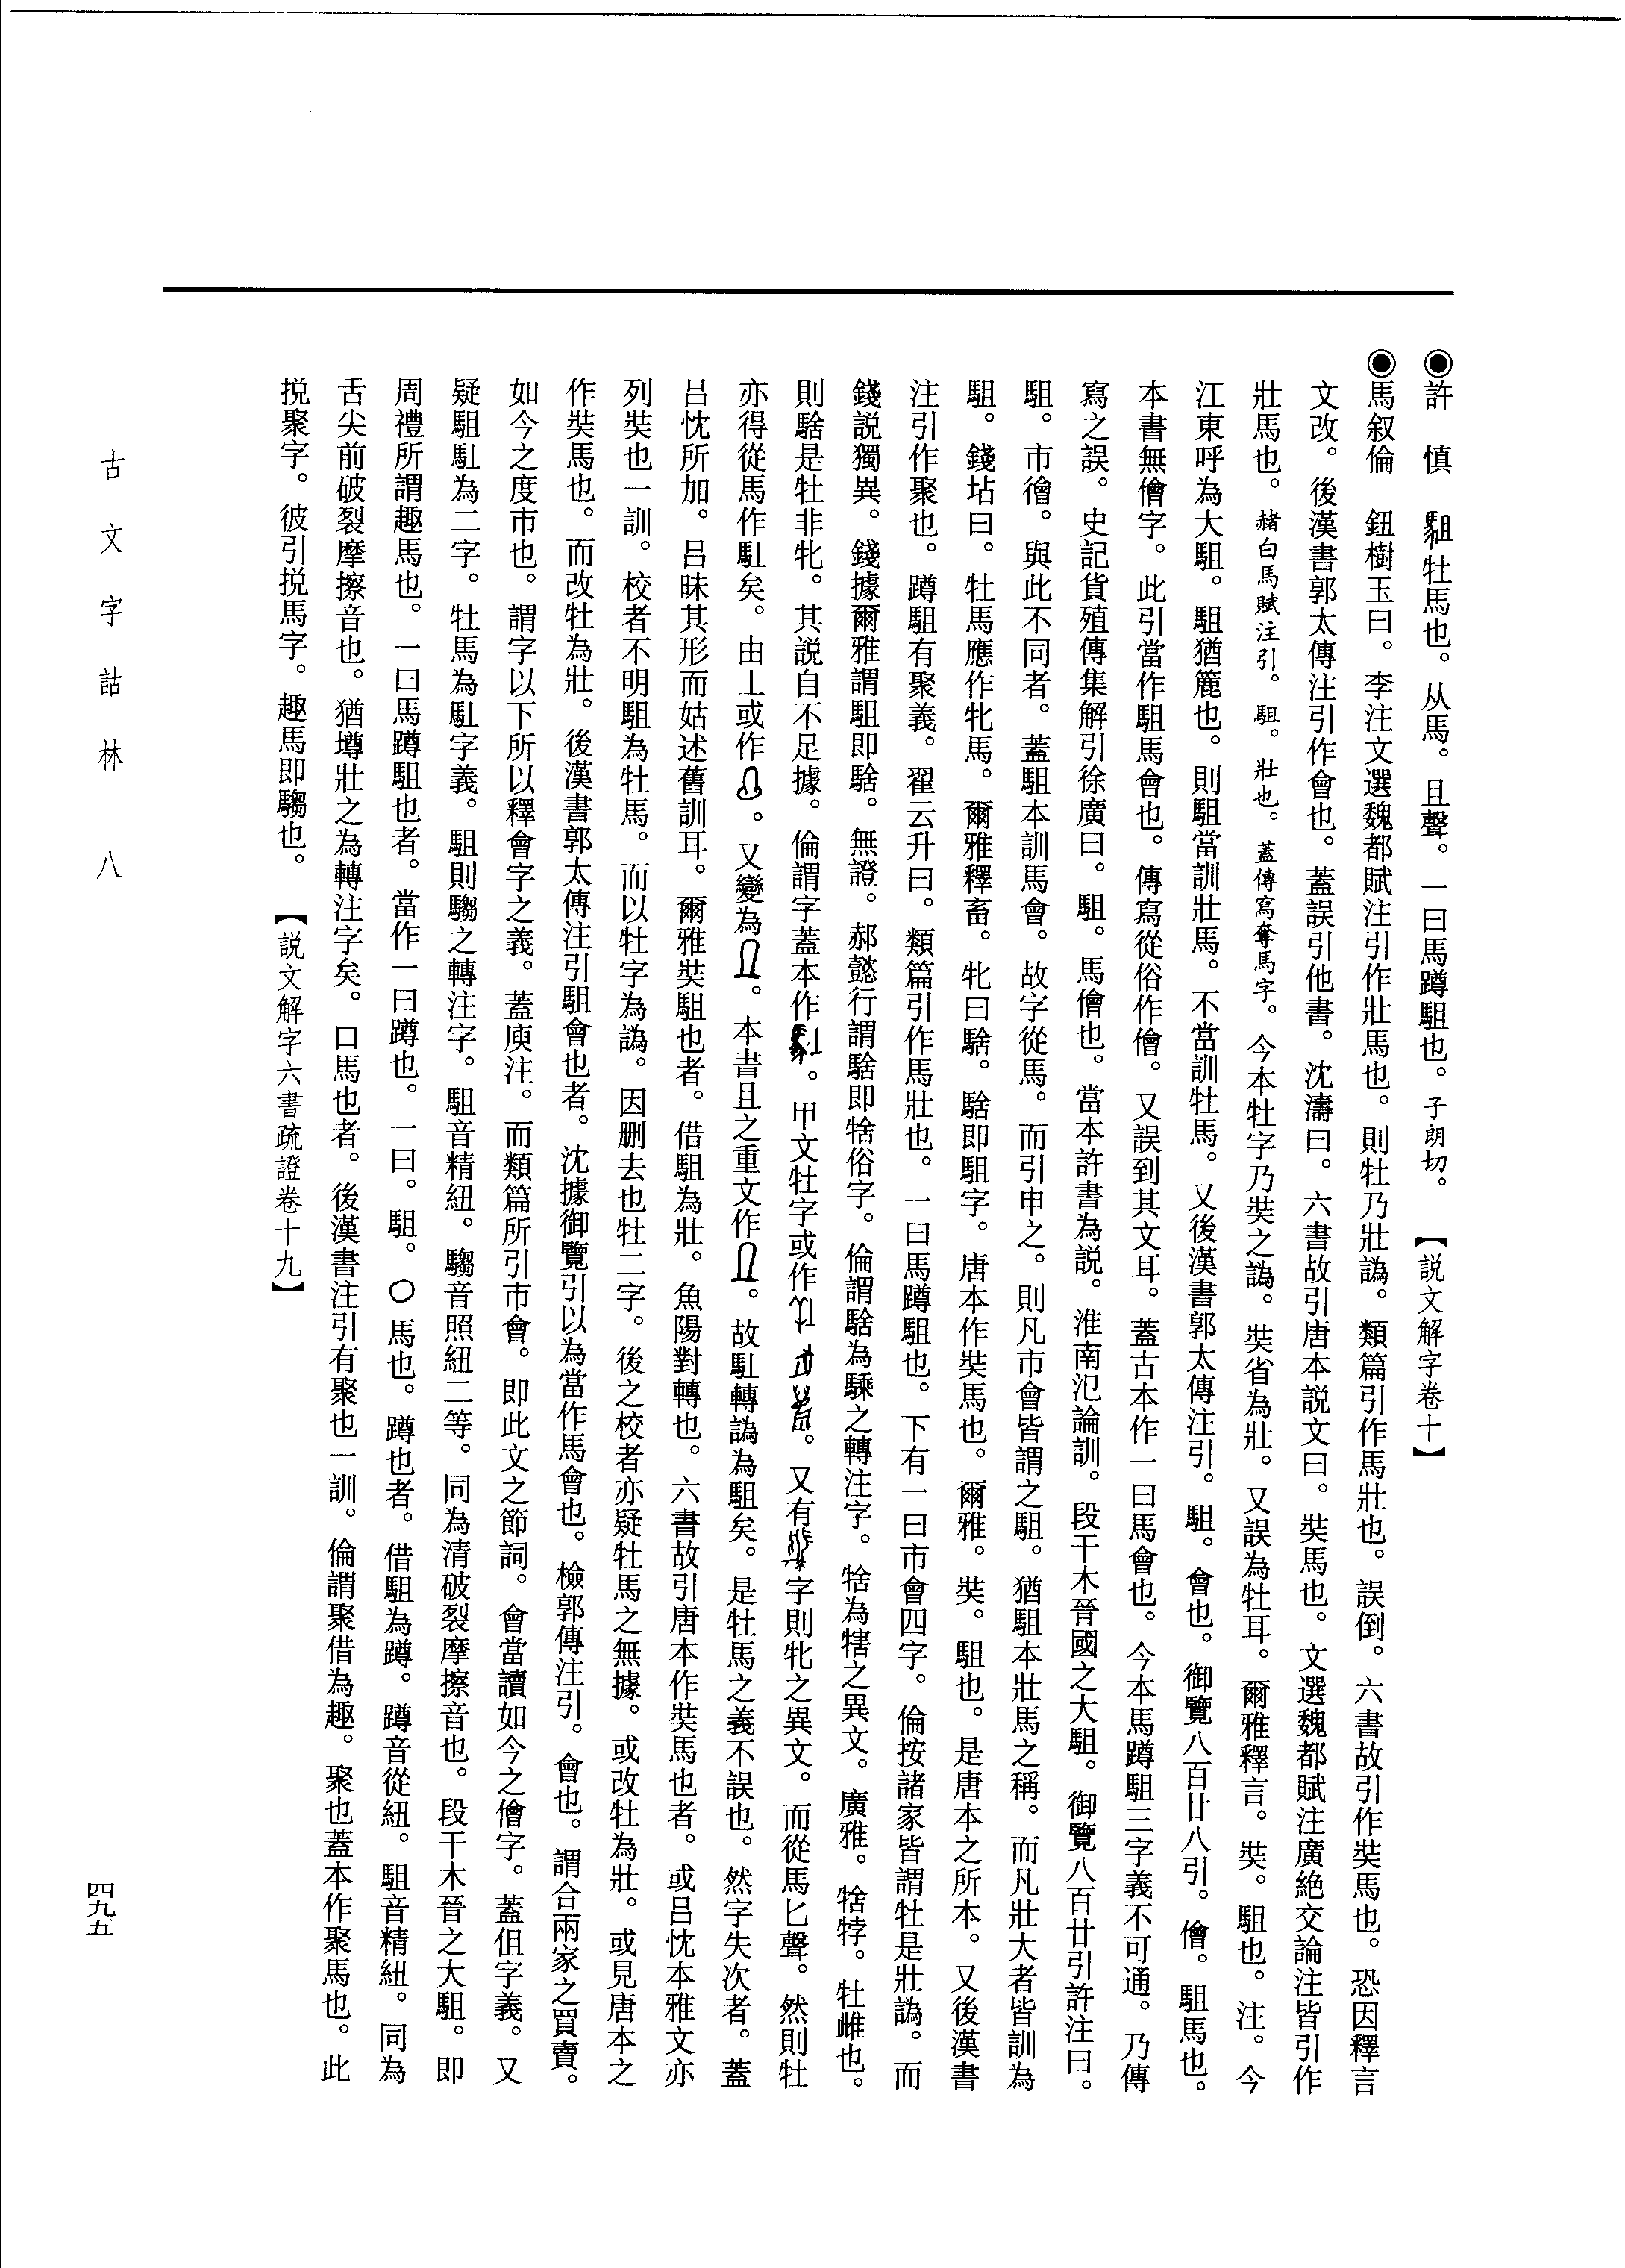 ◉許　慎　牡馬也。从馬。且聲。一曰馬蹲駔也。子朗切。【説文解字卷十】
◉馬叙倫　鈕樹玉曰。李注文選魏都賦注引作壯馬也。則牡乃壯譌。類篇引作馬壯也。誤倒。六書故引作奘馬也。恐因釋言
文改。後漢書郭太傳注引作會也。蓋誤引他書。沈濤曰。六書故引唐本説文曰。奘馬也。文選魏都賦注廣絶交論注皆引作
壯馬也。赭白馬賦注引。駔。壯也。蓋傳寫奪馬字。今本牡字乃奘之譌。奘省為壯。又誤為牡耳。爾雅釋言。奘。駔也。注。今
江東呼為大駔。駔猶麤也。則駔當訓壯馬。不當訓牡馬。又後漢書郭太傳注引。駔。會也。御覽八百廿八引。儈。駔馬也。
本書無儈字。此引當作駔馬會也。傳寫從俗作儈。又誤到其文耳。蓋古本作一曰馬會也。今本馬蹲駔三字義不可通。乃傳
寫之誤。史記貨殖傳集解引徐廣曰。駔。馬儈也。當本許書為説。淮南氾論訓。段干木晉國之大駔。御覽八百廿引許注曰。
駔。市儈。與此不同者。蓋駔本訓馬會。故字從馬。而引申之。則凡市會皆謂之駔。猶駔本壯馬之稱。而凡壯大者皆訓為
駔。錢坫曰。牡馬應作牝馬。爾雅釋畜。牝曰騇。騇即駔字。唐本作奘馬也。爾雅。奘。駔也。是唐本之所本。又後漢書
注引作聚也。蹲駔有聚義。翟云升曰。類篇引作馬壯也。一曰馬蹲駔也。下有一曰市會四字。倫按諸家皆謂牡是壯譌。而
錢説獨異。錢據爾雅謂駔即騇。無證。郝懿行謂騇即㹧俗字。倫謂騇為騬之轉注字。㹧為犗之異文。廣雅。㹧㹀。牡雌也。
則騇是牡非牝。其説自不足據。倫謂字蓋本作。甲文牡字或作。又有字則牝之異文。而從馬匕聲。然則牡
亦得從馬作馿矣。由丄或作。又變為。本書且之重文作。故馿轉譌為駔矣。是牡馬之義不誤也。然字失次者。蓋
吕忱所加。吕昧其形而姑述舊訓耳。爾雅奘駔也者。借駔為壯。魚陽對轉也。六書故引唐本作奘馬也者。或吕忱本雅文亦
列奘也一訓。校者不明駔為牡馬。而以牡字為譌。因删去也牡二字。後之校者亦疑牡馬之無據。或改牡為壯。或見唐本之
作奘馬也。而改牡為壯。後漢書郭太傳注引駔會也者。沈據御覽引以為當作馬會也。檢郭傳注引。會也。謂合兩家之買賣。
如今之度市也。謂字以下所以釋會字之義。蓋庾注。而類篇所引市會。即此文之節詞。會當讀如今之儈字。蓋伹字義。又
疑駔馿為二字。牡馬為馿字義。駔則騶之轉注字。駔音精紐。騶音照紐二等。同為清破裂摩擦音也。段干木晉之大駔。即
周禮所謂趣馬也。一曰馬蹲駔也者。當作一曰蹲也。一曰。駔。〇馬也。蹲也者。借駔為蹲。蹲音從紐。駔音精紐。同為
舌尖前破裂摩擦音也。猶墫壯之為轉注字矣。口馬也者。後漢書注引有聚也一訓。倫謂聚借為趣。聚也蓋本作聚馬也。此
挩聚字。彼引挩馬字。趣馬即騶也。【説文解字六書疏證卷十九】
古文字詁林　八
四九五